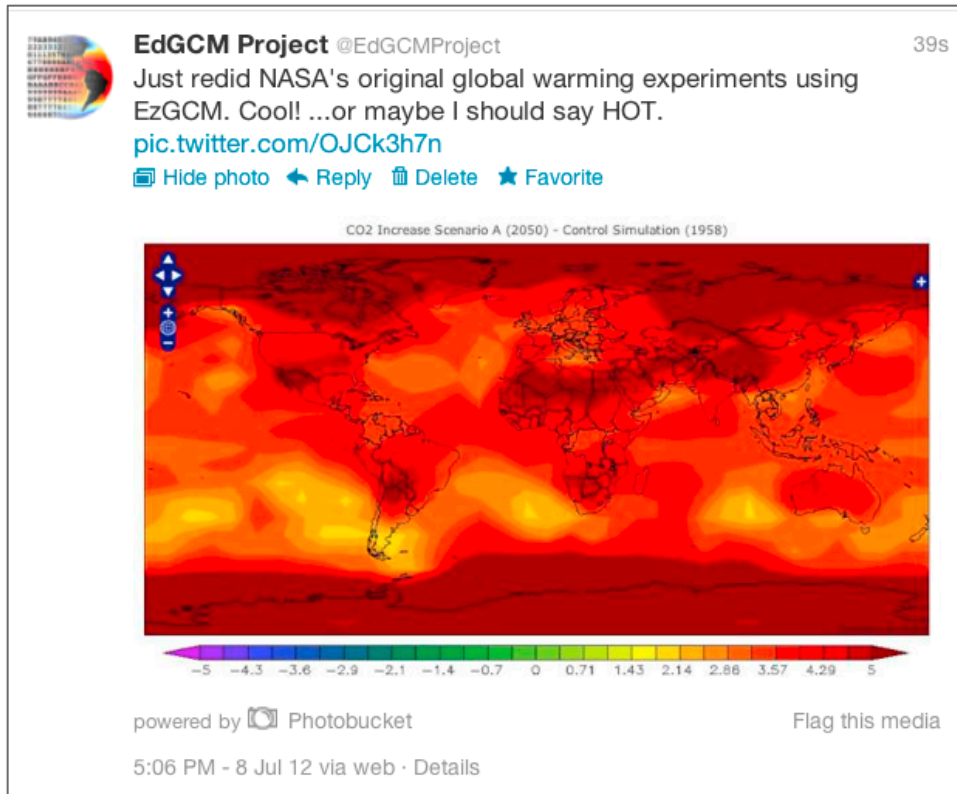 EdGCM Project @EdGCMProject 39s
Just redid NASA's original global warming experiments using
EzGCM. Cool! ...or maybe I should say HOT.
pic.twitter.com/OJCk3h7n
Hide photo Reply Delete Favorite
CO2 Increase Scenario A (2050) - Control Simulation (1958)
-5 -4.3 -3.6 -2.9 -2.1 -1.4 -0.7 0 0.71 1.43 2.14 2.86 3.57 4.29 5
powered by Photobucket Flag this media
5:06 PM - 8 Jul 12 via web · Details